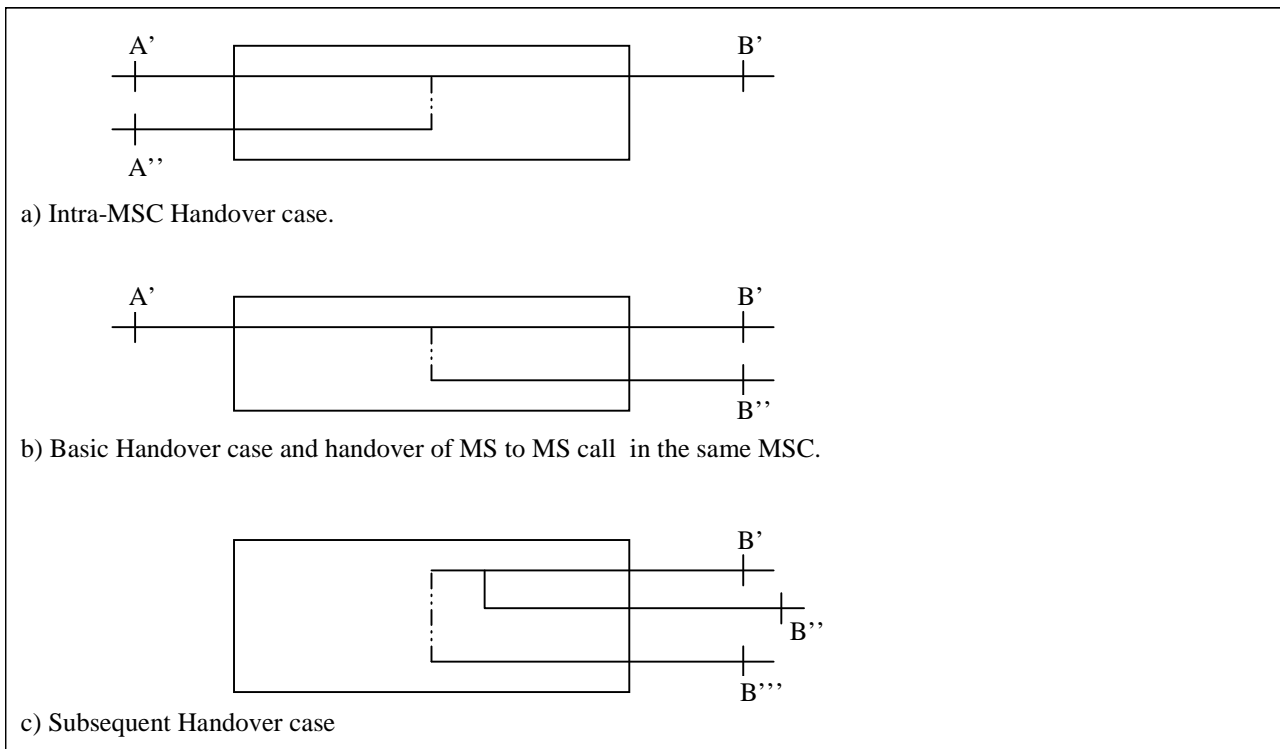 A’ B’
A’’
a) Intra-MSC Handover case.
A’ B’
B’’
b) Basic Handover case and handover of MS to MS call in the same MSC.
B’
B’’
B’’’
c) Subsequent Handover case